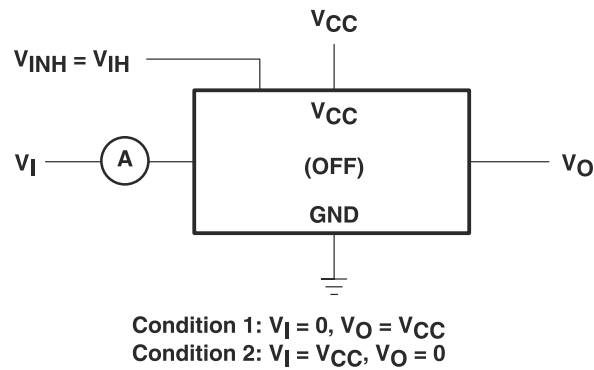 VCC
VINH = VIH
VCC
VI
A
(OFF)
VO
GND
Condition 1: VI = 0, VO = VCC
Condition 2: VI = VCC, VO = 0